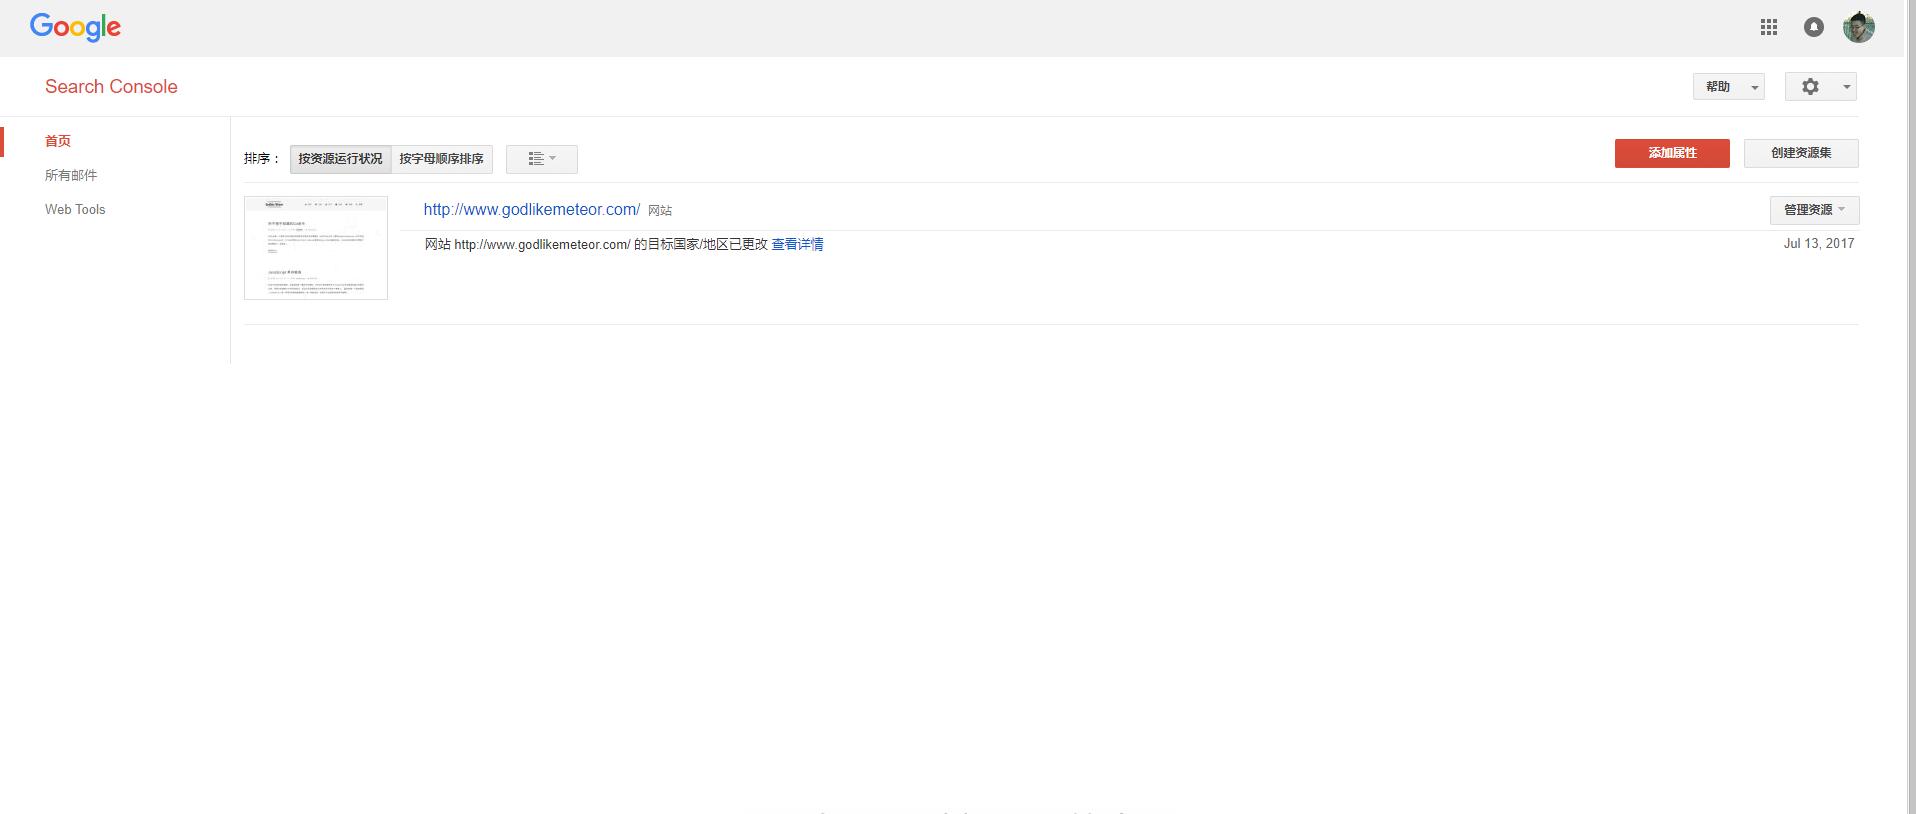 Google
Search Console
帮助
首页
所有邮件
Web Tools
排序：
按资源运行状况
按字母顺序排序
添加属性
创建资源集
http://www.godlikemeteor.com/ 网站
管理资源
网站 http://www.godlikemeteor.com/ 的目标国家/地区已更改 查看详情
Jul 13, 2017